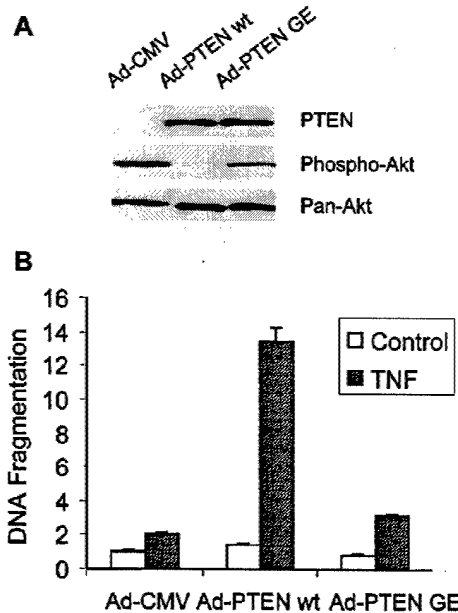 A
Ad-CMV
Ad-PTEN wt
Ad-PTEN GE
PTEN
Phospho-Akt
Pan-Akt
B
16
14
12
10
8
6
4
2
0
DNA Fragmentation
Control
TNF
Ad-CMV Ad-PTEN wt Ad-PTEN GE